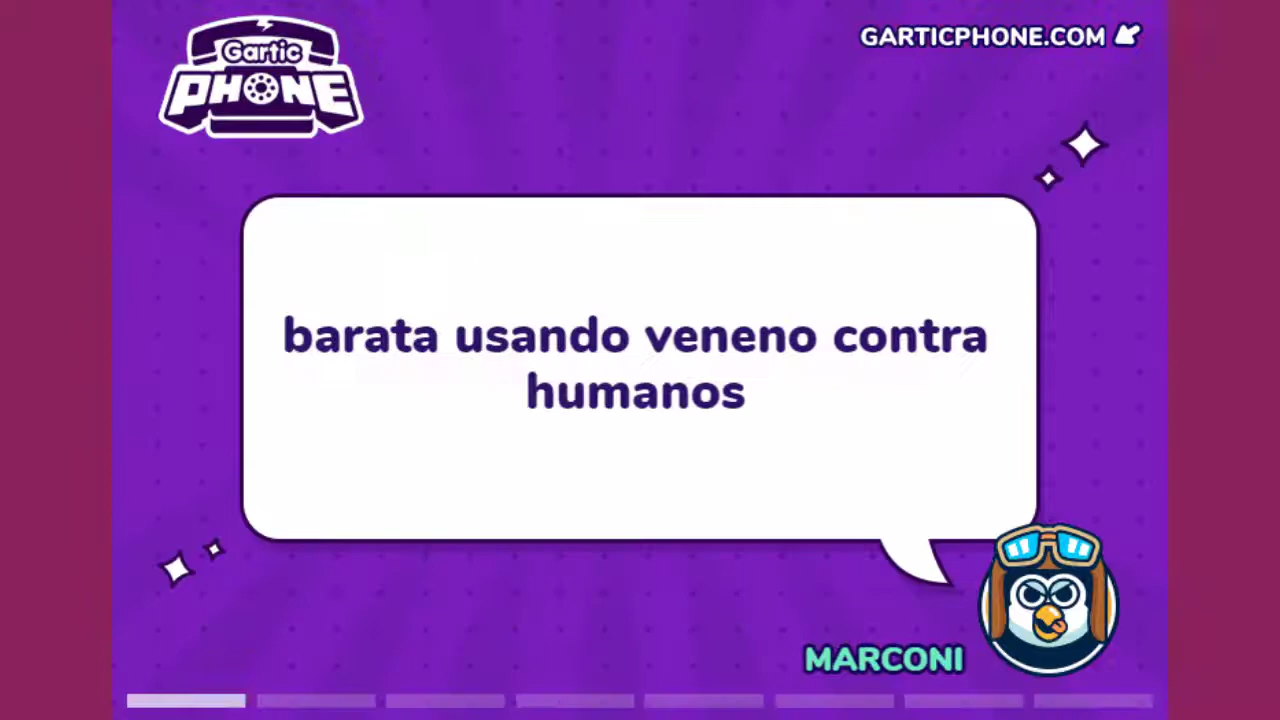 Gartic
PHONE
GARTICPHONE.COM
barata usando veneno contra
humanos
MARCONI